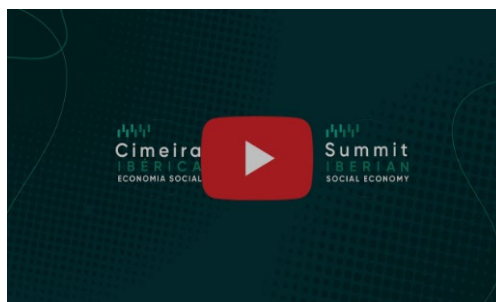 Cimeira
IBÉRICA
ECONOMIA SOCIAL
Summit
IBERIAN
SOCIAL ECONOMY